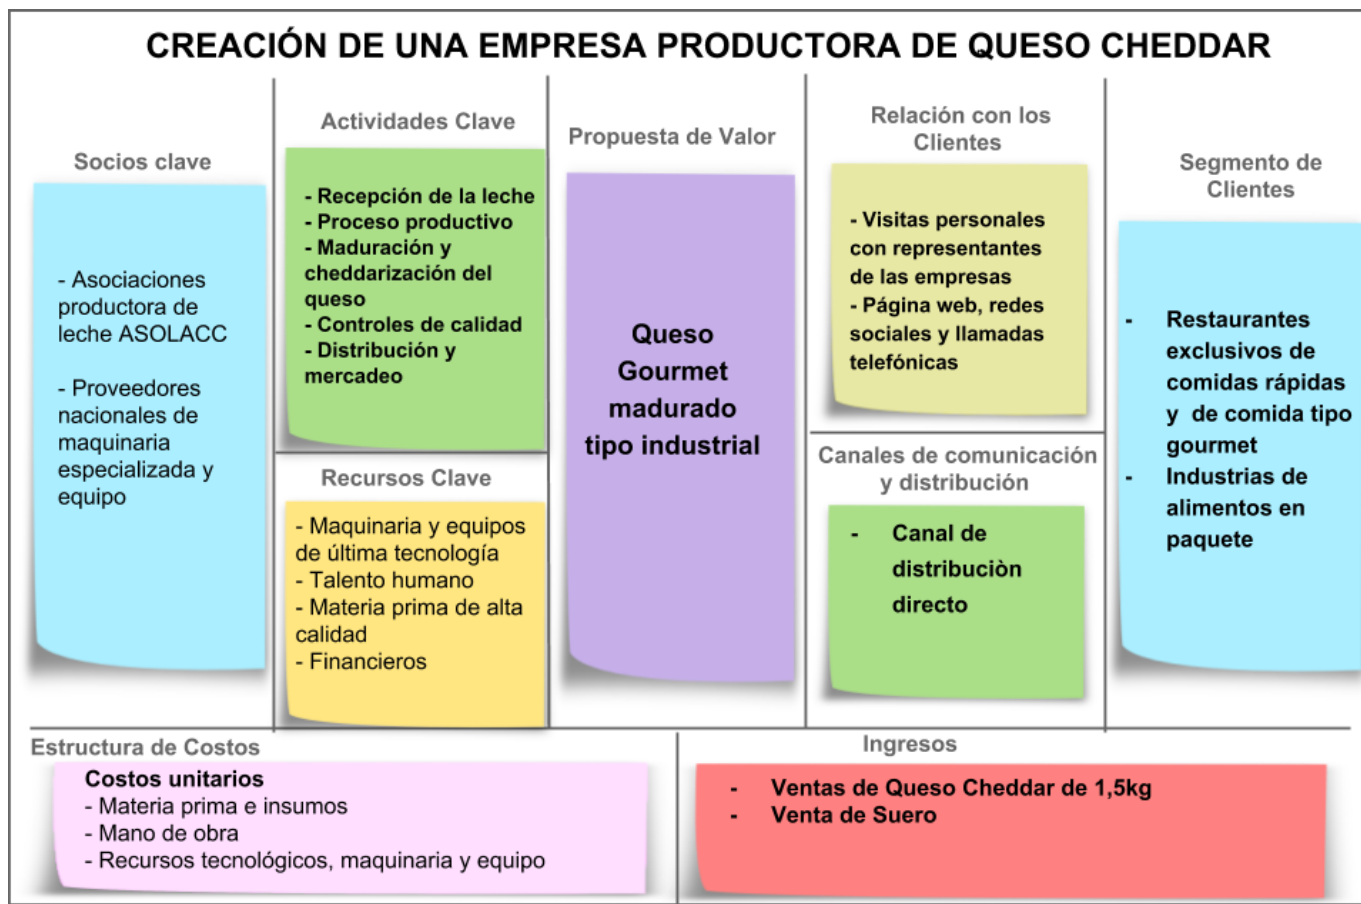 CREACIÓN DE UNA EMPRESA PRODUCTORA DE QUESO CHEDDAR
Socios clave
- Asociaciones
productora de
leche ASOLACC
- Proveedores
nacionales de
maquinaria
especializada y
equipo
Actividades Clave
- Recepción de la leche
- Proceso productivo
- Maduración y
cheddarización del
queso
- Controles de calidad
- Distribución y
mercadeo
Recursos Clave
- Maquinaria y equipos
de última tecnología
- Talento humano
- Materia prima de alta
calidad
- Financieros
Propuesta de Valor
Queso
Gourmet
madurado
tipo industrial
Relación con los
Clientes
- Visitas personales
con representantes
de las empresas
- Página web, redes
sociales y llamadas
telefónicas
Canales de comunicación
y distribución
- Canal de
distribuciòn
directo
Segmento de
Clientes
- Restaurantes
exclusivos de
comidas rápidas
y de comida tipo
gourmet
- Industrias de
alimentos en
paquete
Estructura de Costos
Costos unitarios
- Materia prima e insumos
- Mano de obra
- Recursos tecnológicos, maquinaria y equipo
Ingresos
- Ventas de Queso Cheddar de 1,5kg
- Venta de Suero